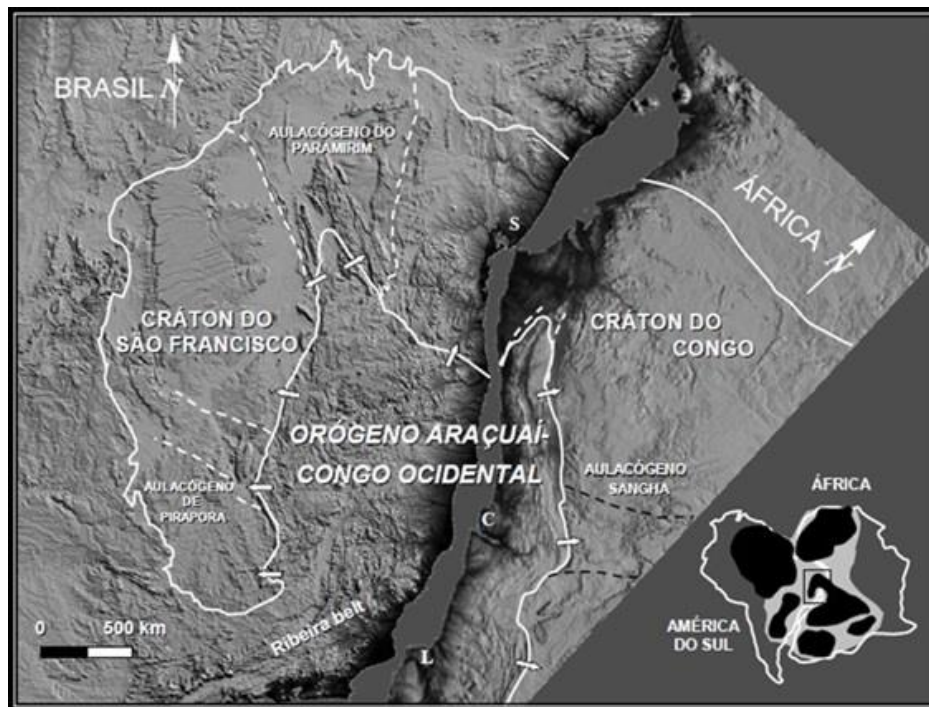 BRASIL N
AULACÓGENO DO
PARAMIRIM
ÁFRICA N
S
CRÁTON DO
SÃO FRANCISCO
CRÁTON DO
CONGO
ORÓGENO ARAÇUAÍ-
CONGO OCIDENTAL
AULACÓGENO
SANGHA
AULACÓGENO
DE
PIRAPORA
C
ÁFRICA
0 500 km
Ribeira belt
L
AMÉRICA
DO SUL